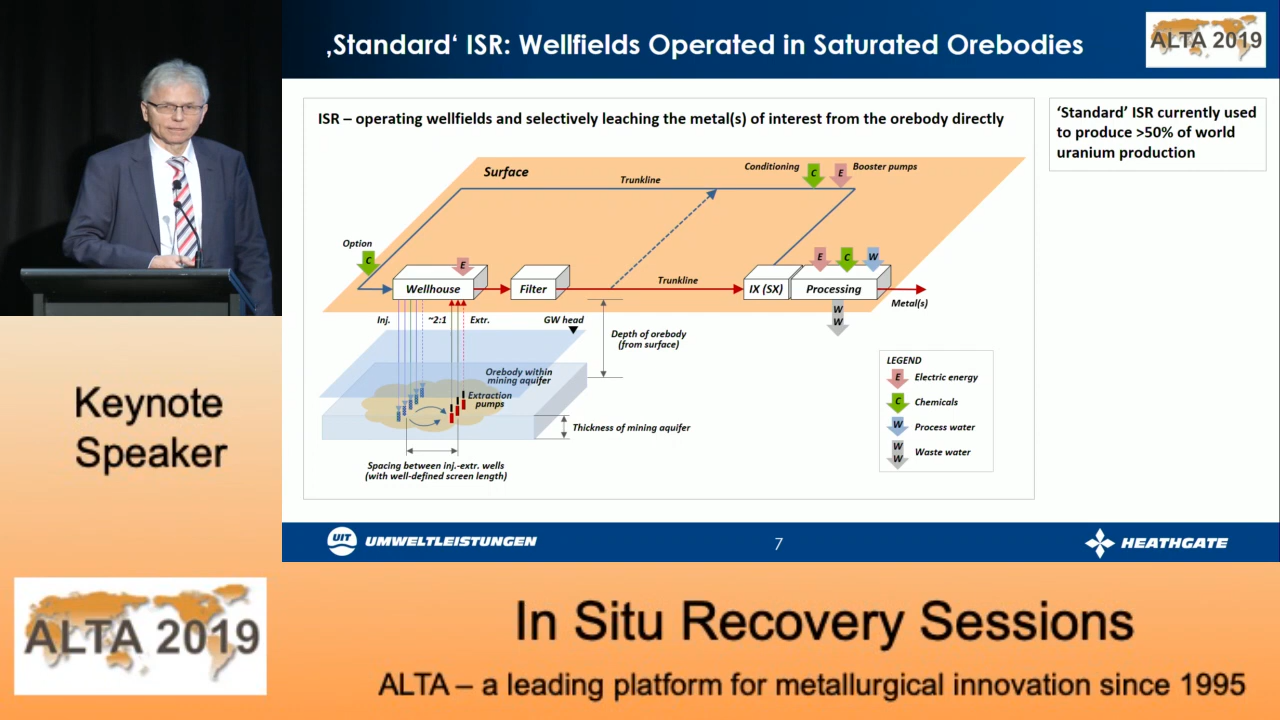 ‚Standard‘ ISR: Wellfields Operated in Saturated Orebodies
ALTA 2019
ISR – operating wellfields and selectively leaching the metal(s) of interest from the orebody directly
‘Standard’ ISR currently used
to produce >50% of world
uranium production
Surface
Trunkline
Conditioning
C
E
Booster pumps
Option
C
E
Wellhouse
Filter
Trunkline
IX (SX)
E
C
W
Processing
Metal(s)
W
W
Inj.
~2:1
Extr.
GW head
Depth of orebody
(from surface)
Orebody within
mining aquifer
Extraction
pumps
Thickness of mining aquifer
Spacing between inj.-extr. wells
(with well-defined screen length)
LEGEND
E Electric energy
C Chemicals
W Process water
W
W Waste water
UIT UMWELTLEISTUNGEN
7
HEATHGATE
Keynote
Speaker
ALTA 2019
In Situ Recovery Sessions
ALTA – a leading platform for metallurgical innovation since 1995